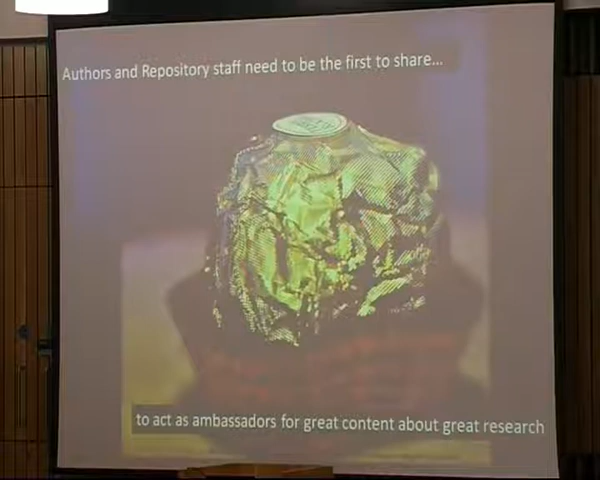 Authors and Repository staff need to be the first to share...
to act as ambassadors for great content about great research